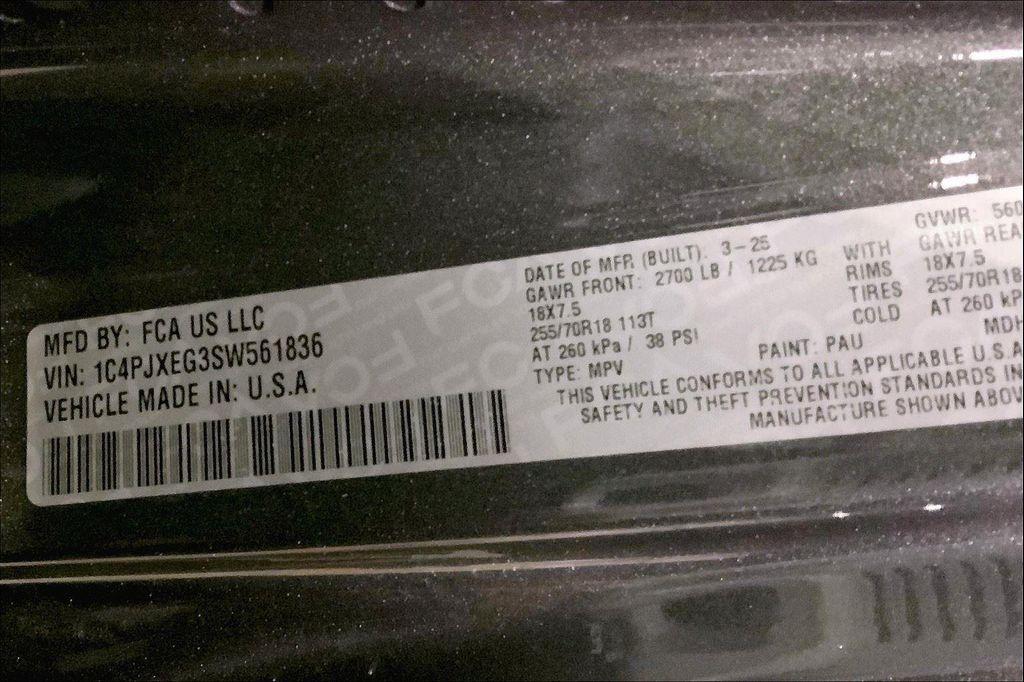 MFD BY: FCA US LLC
VIN: 1C4PJXEG3SW561836
VEHICLE MADE IN: U.S.A.
DATE OF MFR (BUILT): 3-25
GAWR FRONT: 2700 LB / 1225 KG
18X7.5
255/70R18 113T
AT 260 kPa / 38 PSI
TYPE: MPV
WITH
RIMS
TIRES
COLD
GVWR: 560
GAWR REA
18X7.5
255/70R18
AT 260 kP
MDH
PAINT: PAU
THIS VEHICLE CONFORMS TO ALL APPLICABLE U.S.A
SAFETY AND THEFT PREVENTION STANDARDS IN
MANUFACTURE SHOWN ABOV